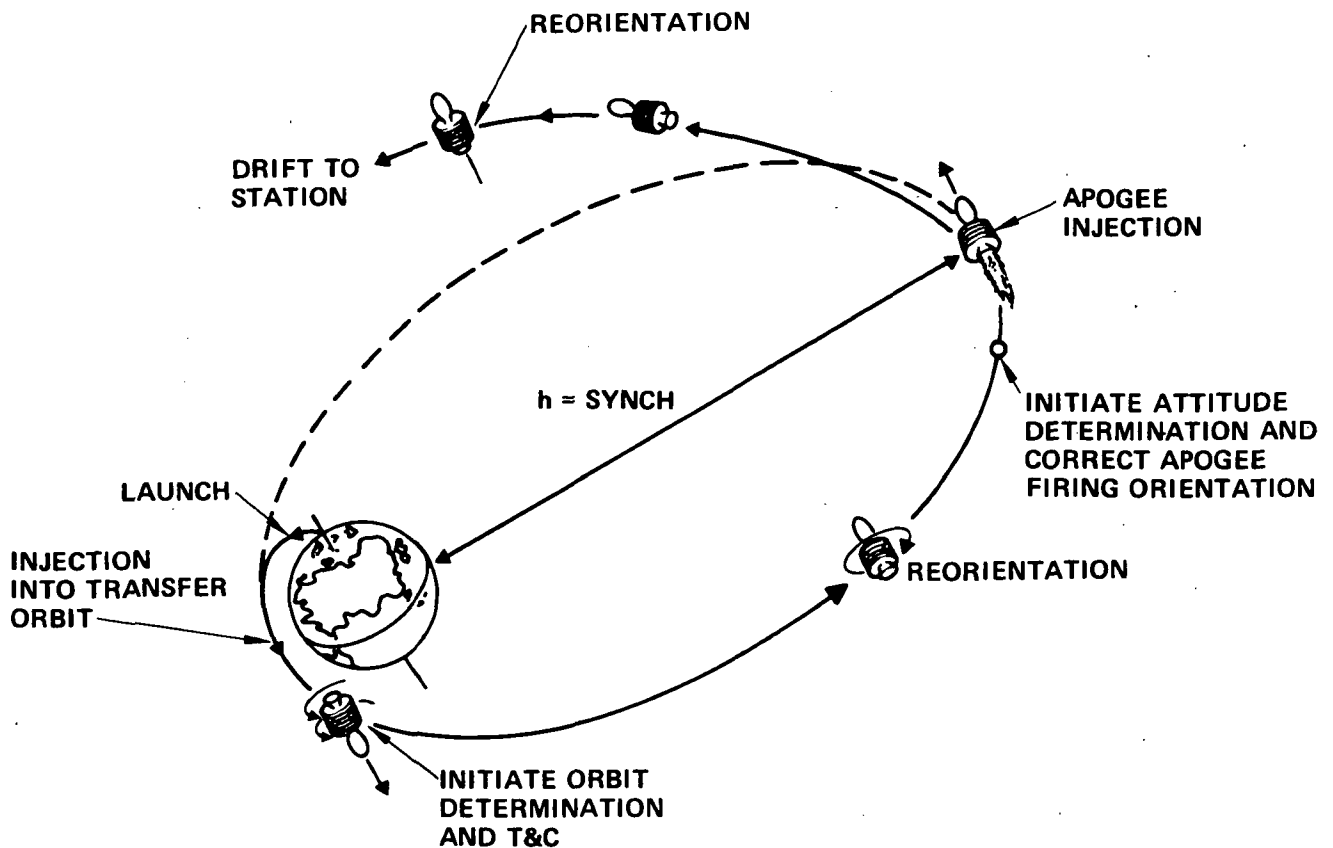 REORIENTATION
DRIFT TO
STATION
APOGEE
INJECTION
h = SYNCH
INITIATE ATTITUDE
DETERMINATION AND
CORRECT APOGEE
FIRING ORIENTATION
LAUNCH
INJECTION
INTO TRANSFER
ORBIT
REORIENTATION
INITIATE ORBIT
DETERMINATION
AND T&C